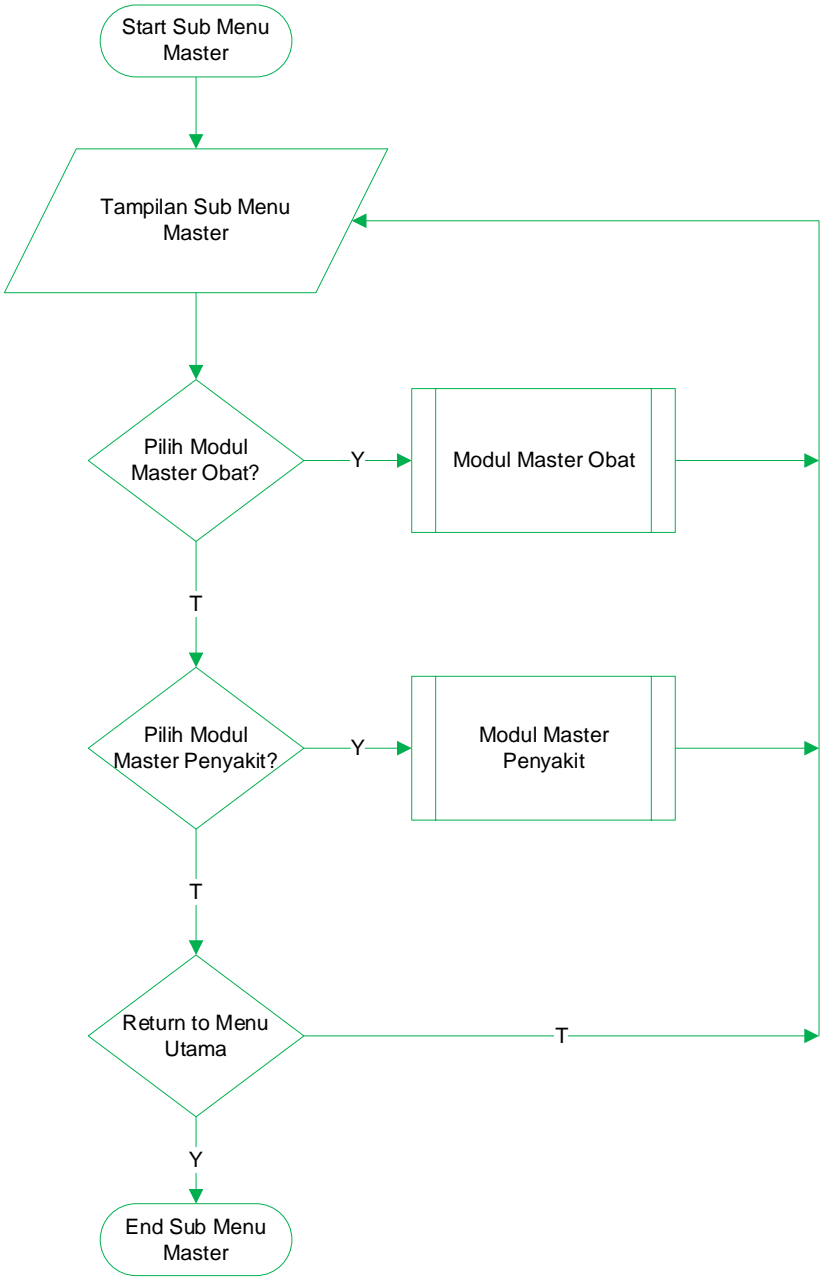 Start Sub Menu
Master
Tampilan Sub Menu
Master
Pilih Modul
Master Obat?
Y
Modul Master Obat
T
Pilih Modul
Master Penyakit?
Y
Modul Master
Penyakit
T
Return to Menu
Utama
T
Y
End Sub Menu
Master